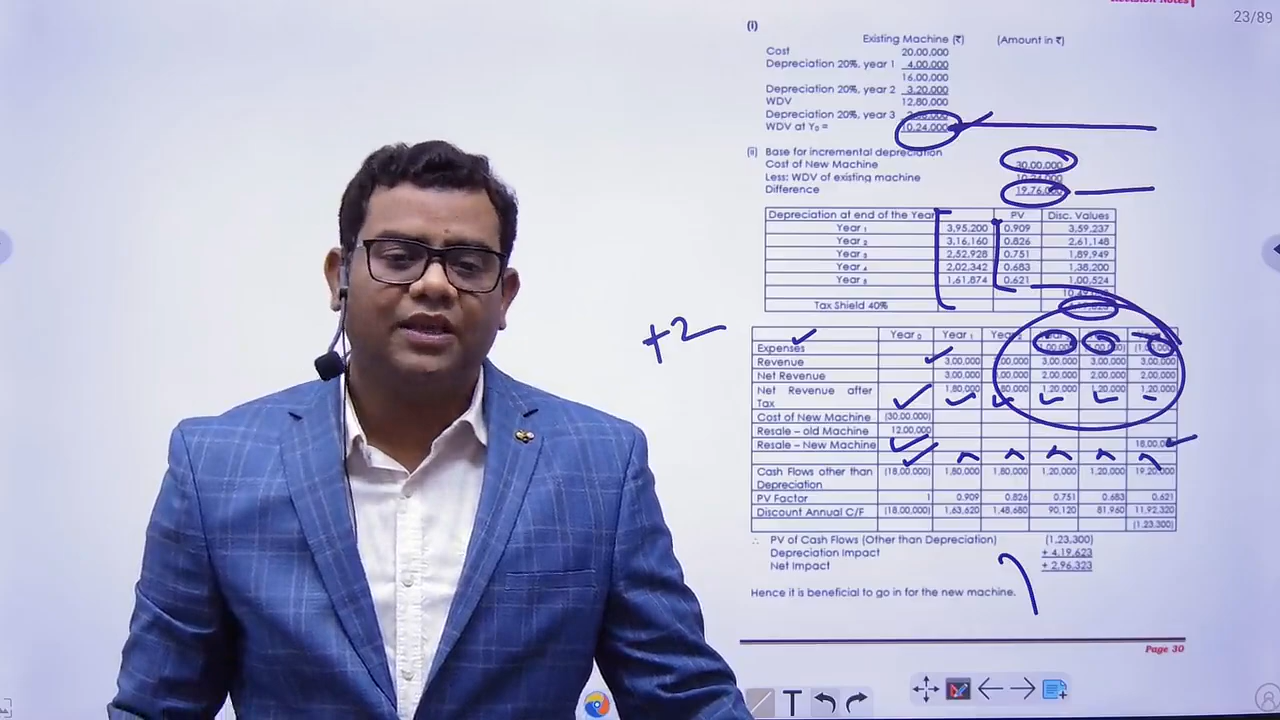 Revision Notes
23/89
(i)
Existing Machine (₹) (Amount in ₹)
Cost 20,00,000
Depreciation 20%, year 1 4,00,000
16,00,000
Depreciation 20%, year 2 3,20,000
WDV 12,80,000
Depreciation 20%, year 3
WDV at Y₀ = 10,24,000
(ii) Base for incremental depreciation
Cost of New Machine 30,00,000
Less: WDV of existing machine
Difference 19,76,000
Depreciation at end of the Year PV Disc. Values
Year 1 3,95,200 0.909 3,59,237
Year 2 3,16,160 0.826 2,61,148
Year 3 2,52,928 0.751 1,89,949
Year 4 2,02,342 0.683 1,38,200
Year 5 1,61,874 0.621 1,00,524
Tax Shield 40%
+2
Year 0 Year 1
Expenses
Revenue 3,00,000 3,00,000 3,00,000 3,00,000
Net Revenue 3,00,000 2,00,000 2,00,000 2,00,000
Net Revenue after Tax 1,80,000 1,20,000 1,20,000 1,20,000
Cost of New Machine (30,00,000)
Resale – old Machine 12,00,000
Resale – New Machine
Cash Flows other than Depreciation (18,00,000) 1,80,000 1,80,000 1,20,000 1,20,000 19,20,000
PV Factor 1 0.909 0.826 0.751 0.683 0.621
Discount Annual C/F (18,00,000) 1,63,620 1,48,680 90,120 81,960 11,92,320
(1,23,300)
∴ PV of Cash Flows (Other than Depreciation) (1,23,300)
Depreciation Impact + 4,19,623
Net Impact + 2,96,323
Hence it is beneficial to go in for the new machine.
Page 30
T